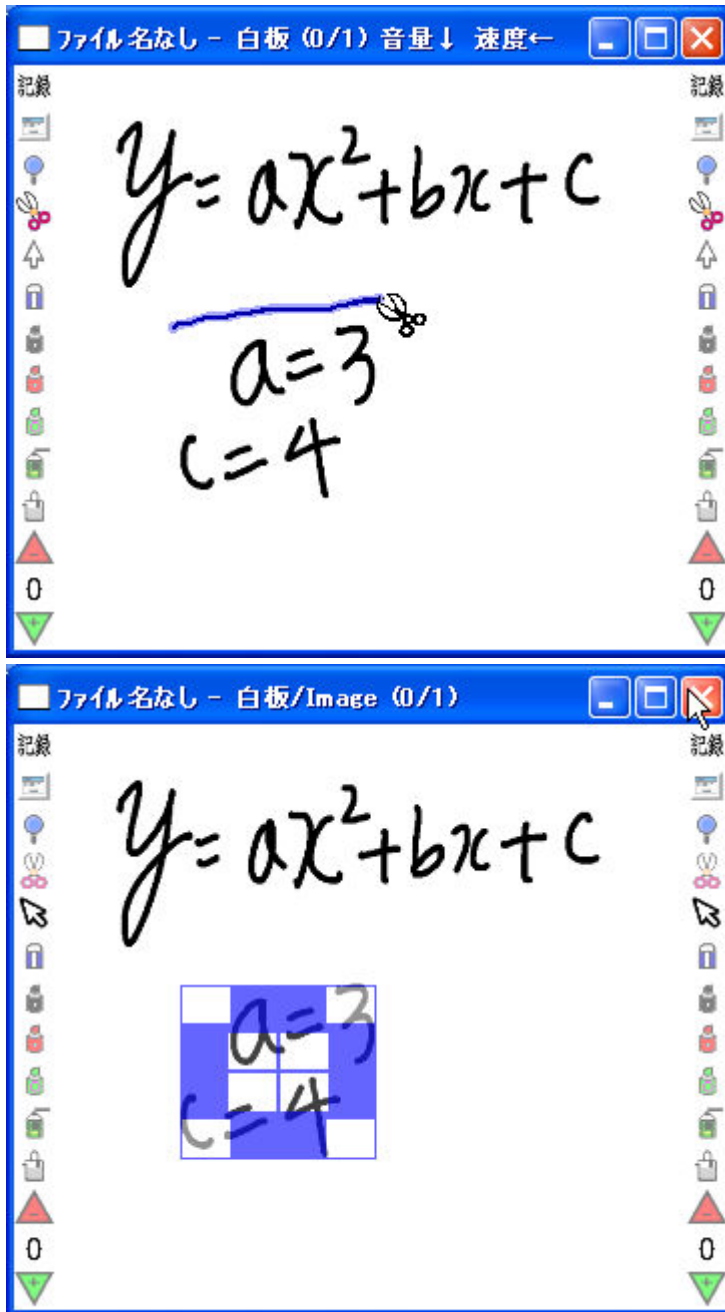 ファイル名なし - 白板 (0/1) 音量↓ 速度←
記録
記録
y=ax²+bx+c
a=3
c=4
0
0
ファイル名なし - 白板/Image (0/1)
記録
記録
y=ax²+bx+c
a=3
c=4
0
0